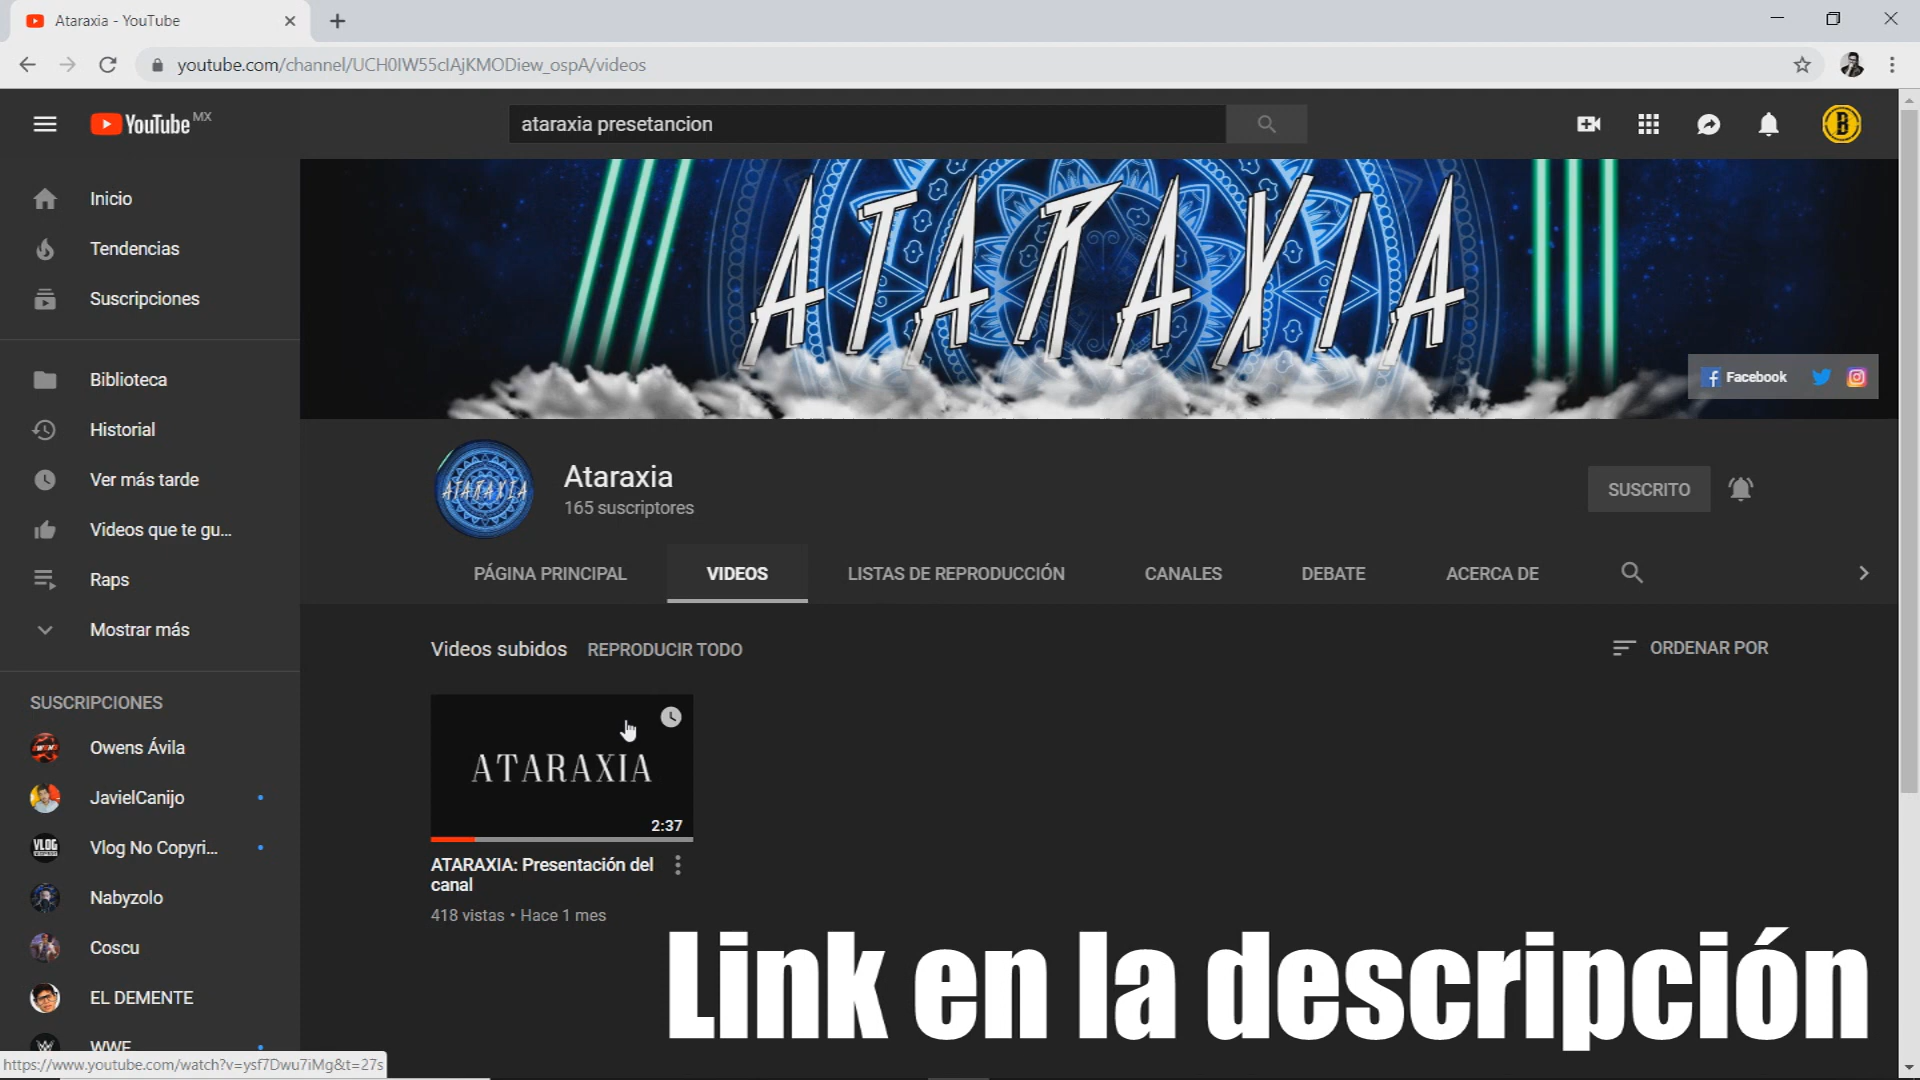 Ataraxia - YouTube
youtube.com/channel/UCH0IW55clAjKMODiew_ospA/videos
YouTube MX
ataraxia presetancion
Inicio
Tendencias
Suscripciones
Biblioteca
Historial
Ver más tarde
Videos que te gu...
Raps
Mostrar más
SUSCRIPCIONES
Owens Ávila
JavielCanijo
Vlog No Copyri...
Nabyzolo
Coscu
EL DEMENTE
WWE
https://www.youtube.com/watch?v=ysf7Dwu7iMg&t=27s
ATARAXIA
Facebook
ATARAXIA
Ataraxia
165 suscriptores
SUSCRITO
PÁGINA PRINCIPAL
VIDEOS
LISTAS DE REPRODUCCIÓN
CANALES
DEBATE
ACERCA DE
Videos subidos
REPRODUCIR TODO
ORDENAR POR
ATARAXIA
2:37
ATARAXIA: Presentación del
canal
418 vistas • Hace 1 mes
Link en la descripción